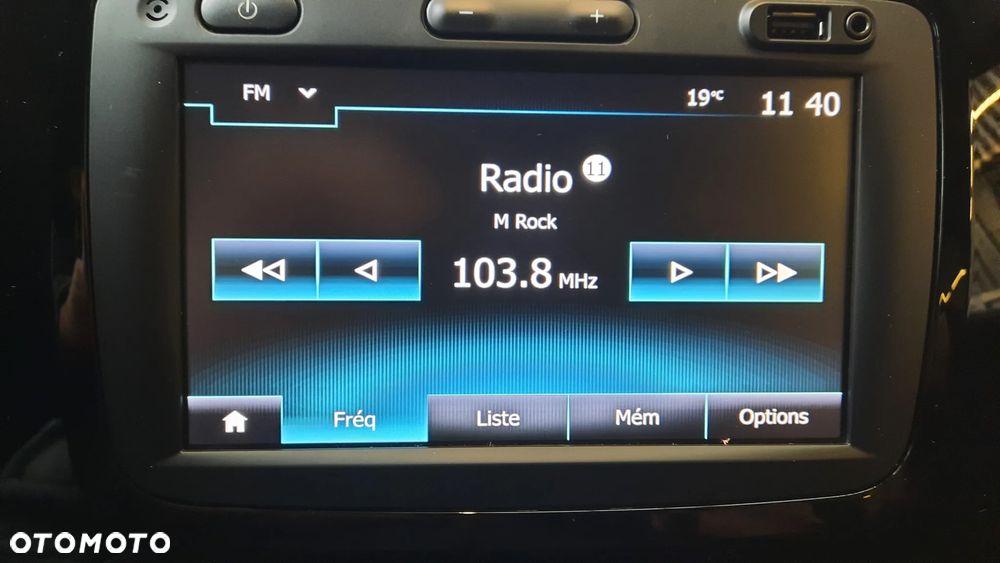 FM
19°C 11 40
Radio 11
M Rock
103.8 MHz
Fréq Liste Mém Options
OTOMOTO